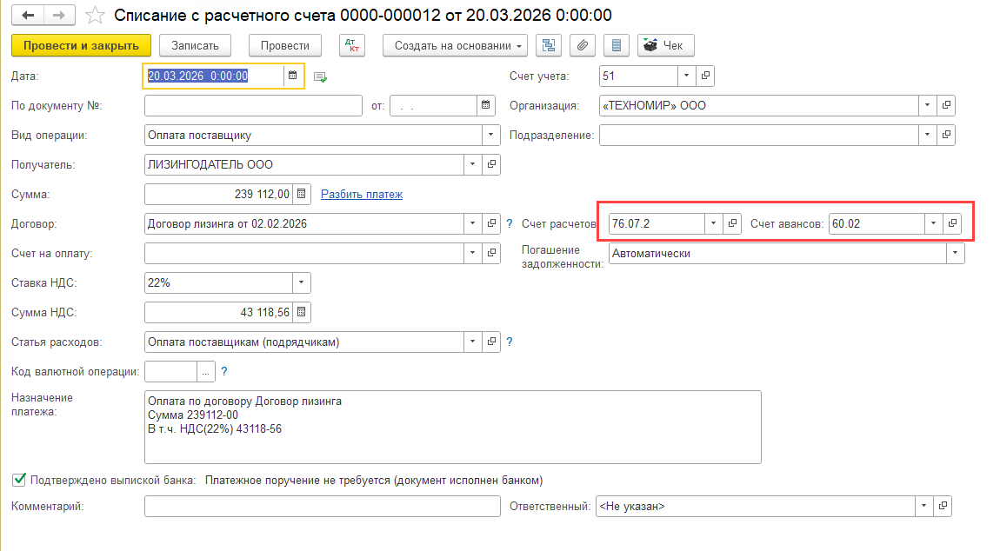 Списание с расчетного счета 0000-000012 от 20.03.2026 0:00:00
Провести и закрыть Записать Провести Дт Кт Создать на основании Чек
Дата: 20.03.2026 0:00:00 Счет учета: 51
По документу №: от: . . Организация: «ТЕХНОМИР» ООО
Вид операции: Оплата поставщику Подразделение:
Получатель: ЛИЗИНГОДАТЕЛЬ ООО
Сумма: 239 112,00 Разбить платеж
Договор: Договор лизинга от 02.02.2026 ? Счет расчетов 76.07.2 Счет авансов: 60.02
Счет на оплату: Погашение
задолженности: Автоматически
Ставка НДС: 22%
Сумма НДС: 43 118,56
Статья расходов: Оплата поставщикам (подрядчикам) ?
Код валютной операции: ... ?
Назначение
платежа:
Оплата по договору Договор лизинга
Сумма 239112-00
В т.ч. НДС(22%) 43118-56
Подтверждено выпиской банка: Платежное поручение не требуется (документ исполнен банком)
Комментарий: Ответственный: <Не указан>